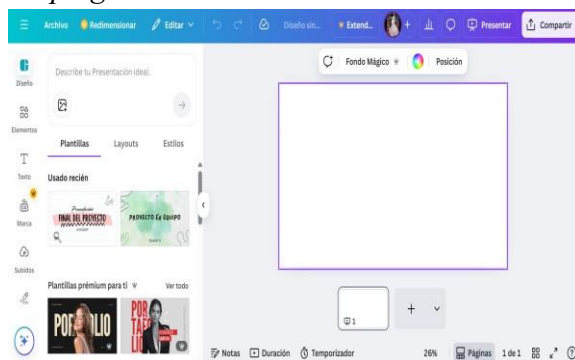 Archivo Redimensionar Editar Diseño sin... Extend... Presentar Compartir
Diseño
Elementos
Texto
Marca
Subidos
Describe tu Presentación ideal.
Plantillas Layouts Estilos
Usado recién
FINAL DEL PROYECTO
PROYECTO EN EQUIPO
Plantillas prémium para ti Ver todo
PORTAFOLIO
Fondo Mágico Posición
1
Notas Duración Temporizador 26% Páginas 1 de 1